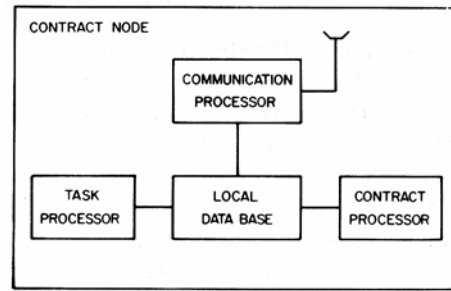 CONTRACT NODE
COMMUNICATION
PROCESSOR
TASK
PROCESSOR
LOCAL
DATA BASE
CONTRACT
PROCESSOR